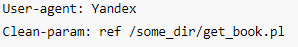 User-agent: Yandex
Clean-param: ref /some_dir/get_book.pl